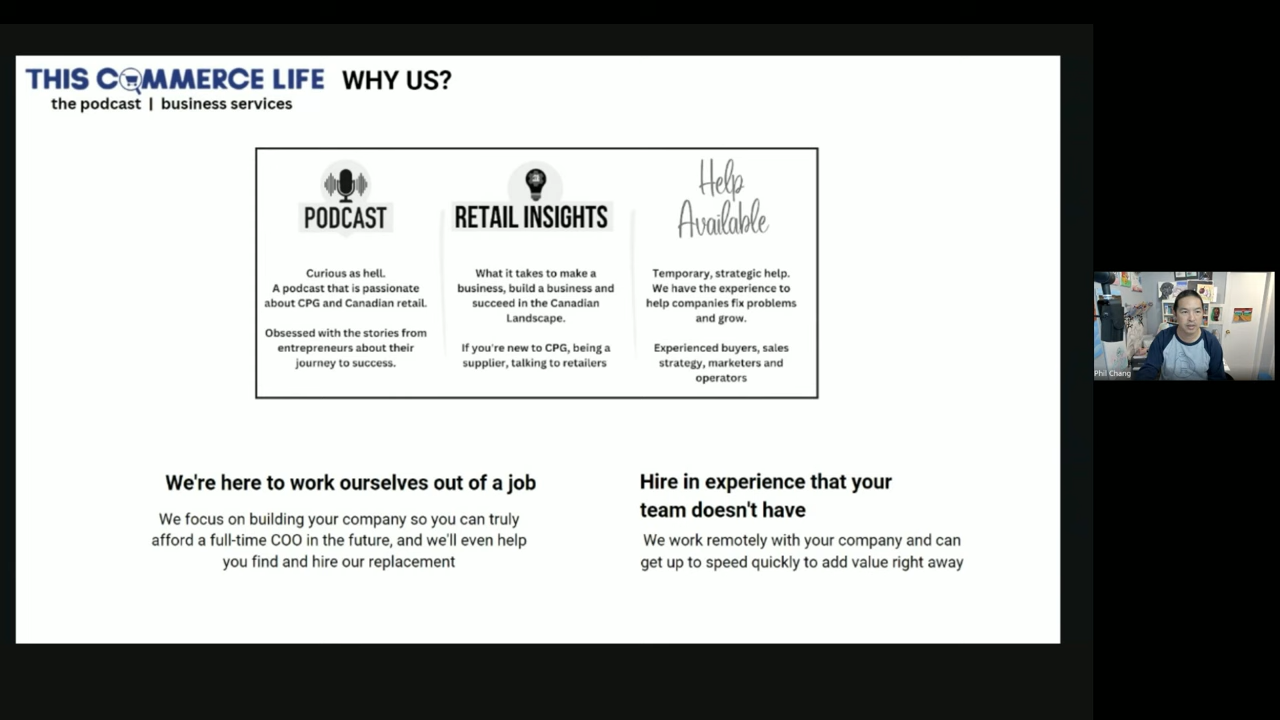 THIS COMMERCE LIFE WHY US?
the podcast | business services
PODCAST
Curious as hell.
A podcast that is passionate
about CPG and Canadian retail.
Obsessed with the stories from
entrepreneurs about their
journey to success.
RETAIL INSIGHTS
What it takes to make a
business, build a business and
succeed in the Canadian
Landscape.
If you're new to CPG, being a
supplier, talking to retailers
Help
Available
Temporary, strategic help.
We have the experience to
help companies fix problems
and grow.
Experienced buyers, sales
strategy, marketers and
operators
We're here to work ourselves out of a job
We focus on building your company so you can truly
afford a full-time COO in the future, and we'll even help
you find and hire our replacement
Hire in experience that your
team doesn't have
We work remotely with your company and can
get up to speed quickly to add value right away
Phil Chang